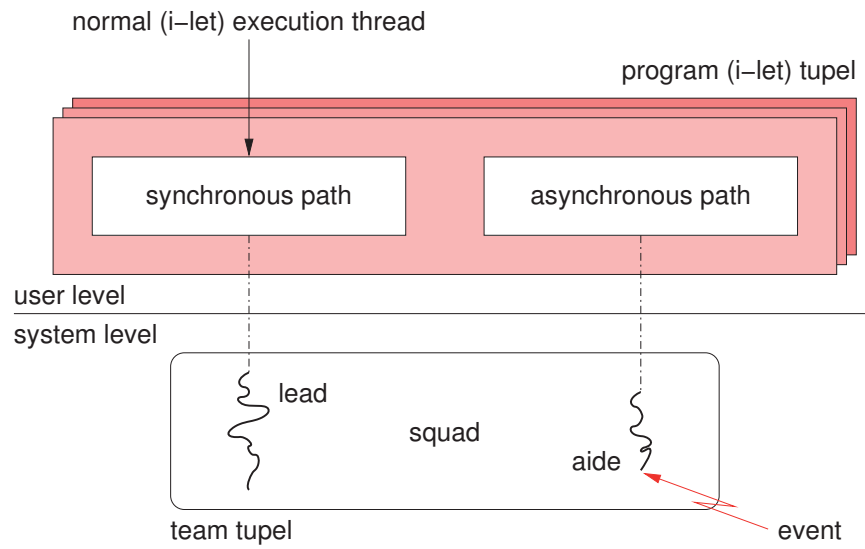 normal (i–let) execution thread
program (i–let) tupel
synchronous path
asynchronous path
user level
system level
lead
squad
aide
team tupel
event